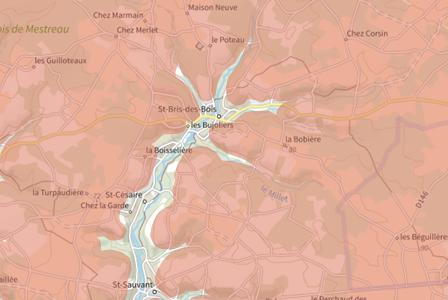 Maison Neuve
Chez Marmain
ois de Mestreau
Chez Merlet
le Poteau
Chez Corsin
les Guilloteaux
St-Bris-des-Bois
les Bujoliers
la Bobière
la Boisselière
la Turpaudière
St-Césaire
le Millet
D146
Chez la Garde
les Béguillères
aillée
St-Sauvant
le Perchaud des